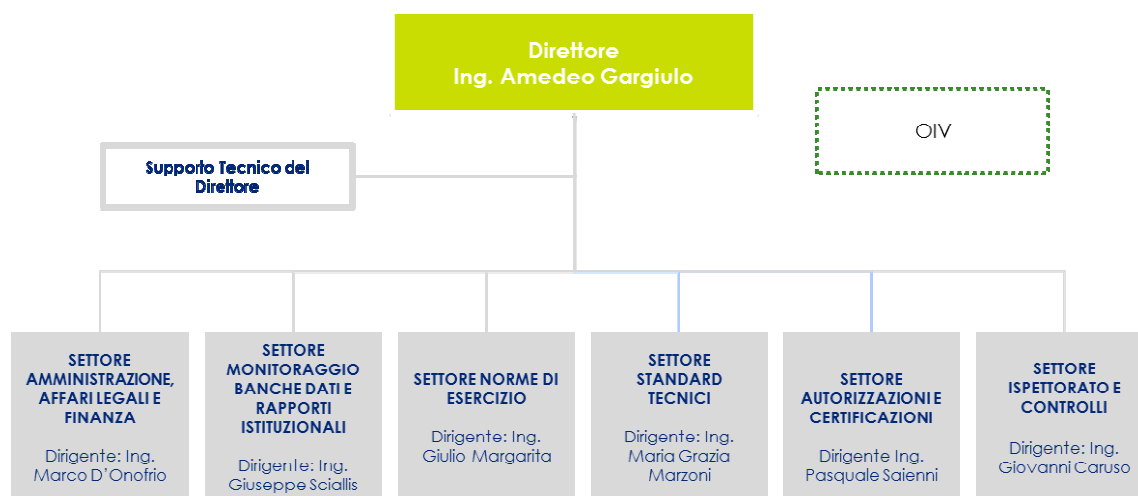 Direttore
Ing. Amedeo Gargiulo
OIV
Supporto Tecnico del
Direttore
SETTORE
AMMINISTRAZIONE,
AFFARI LEGALI E
FINANZA
Dirigente: Ing.
Marco D'Onofrio
SETTORE
MONITORAGGIO
BANCHE DATI E
RAPPORTI
ISTITUZIONALI
Dirigente: Ing.
Giuseppe Sciallis
SETTORE NORME DI
ESERCIZIO
Dirigente: Ing.
Giulio Margarita
SETTORE
STANDARD
TECNICI
Dirigente: Ing.
Maria Grazia
Marzoni
SETTORE
AUTORIZZAZIONI E
CERTIFICAZIONI
Dirigente Ing.
Pasquale Saienni
SETTORE
ISPETTORATO E
CONTROLLI
Dirigente: Ing.
Giovanni Caruso